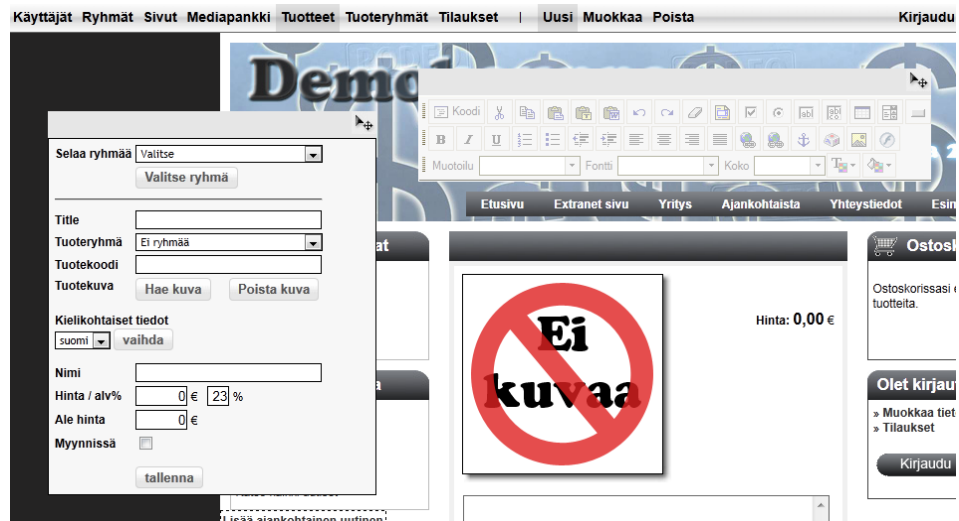 Käyttäjät Ryhmät Sivut Mediapankki Tuotteet Tuoteryhmät Tilaukset | Uusi Muokkaa Poista Kirjaudu
Koodi
Muotoilu Fontti Koko
Etusivu Extranet sivu Yritys Ajankohtaista Yhteystiedot
Selaa ryhmää Valitse
Valitse ryhmä
Title
Tuoteryhmä Ei ryhmää
Tuotekoodi
Tuotekuva Hae kuva Poista kuva
Kielikohtaiset tiedot
suomi vaihda
Nimi
Hinta / alv% 0 € 23 %
Ale hinta 0 €
Myynnissä
tallenna
Lisää ajankohtainen uutinen
Ei
kuvaa
Hinta: 0,00 €
Ostoskorissasi
tuotteita.
Olet
» Muokkaa
» Tilaukset
Kirjaudu